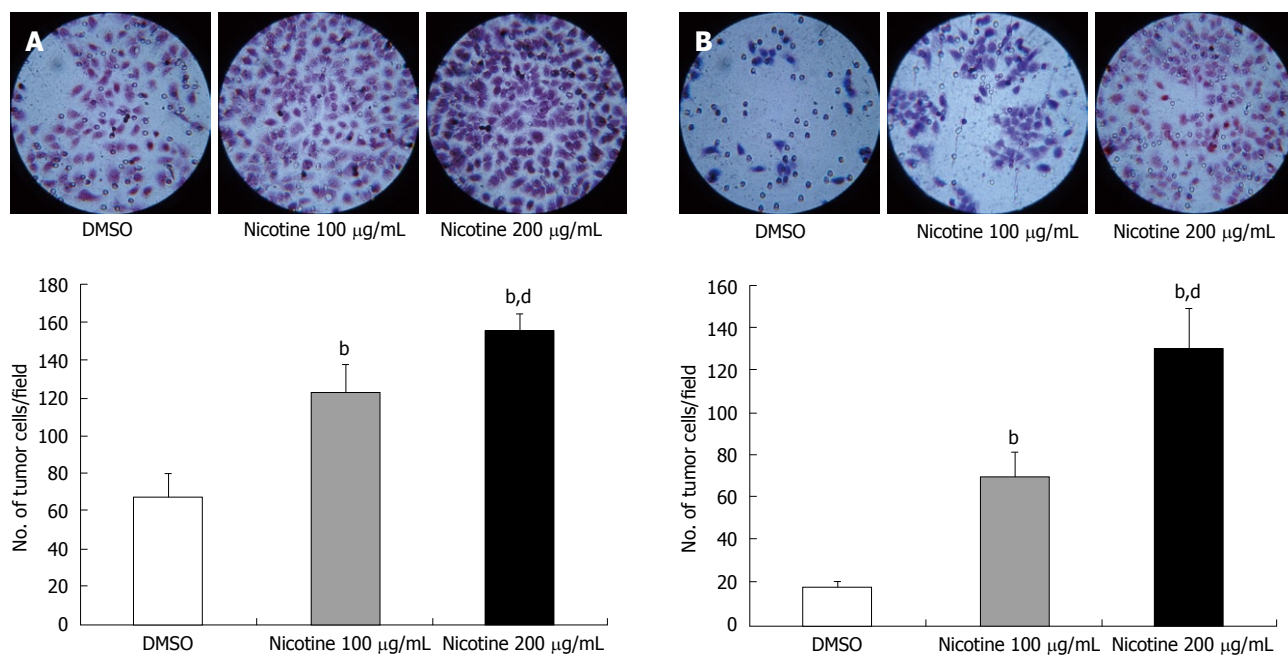 A
DMSO
Nicotine 100 μg/mL
Nicotine 200 μg/mL
No. of tumor cells/field
180
160
140
120
100
80
60
40
20
0
b
b,d
DMSO
Nicotine 100 μg/mL
Nicotine 200 μg/mL
B
DMSO
Nicotine 100 μg/mL
Nicotine 200 μg/mL
No. of tumor cells/field
160
140
120
100
80
60
40
20
0
b
b,d
DMSO
Nicotine 100 μg/mL
Nicotine 200 μg/mL